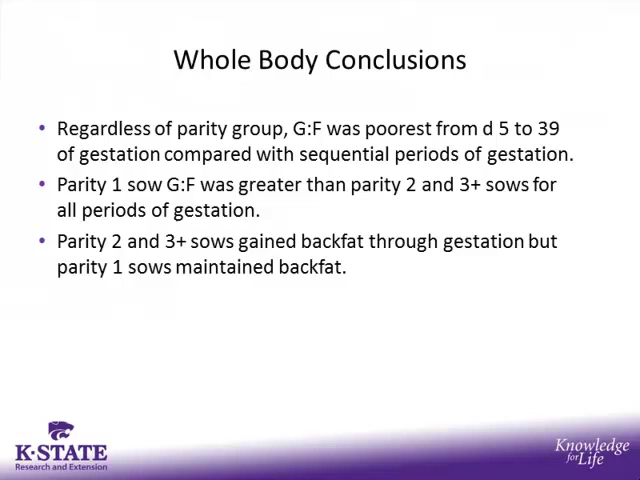 Whole Body Conclusions
• Regardless of parity group, G:F was poorest from d 5 to 39
of gestation compared with sequential periods of gestation.
• Parity 1 sow G:F was greater than parity 2 and 3+ sows for
all periods of gestation.
• Parity 2 and 3+ sows gained backfat through gestation but
parity 1 sows maintained backfat.
K-STATE
Research and Extension
Knowledge
for Life